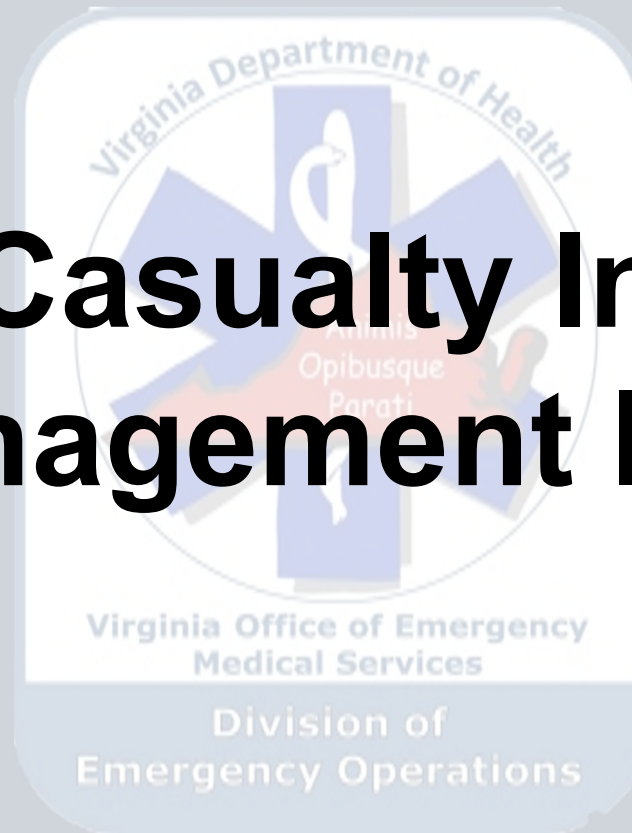 Virginia Department of Health
Casualty In
nagement
Animis
Opibusque
Parati
Virginia Office of Emergency
Medical Services
Division of
Emergency Operations